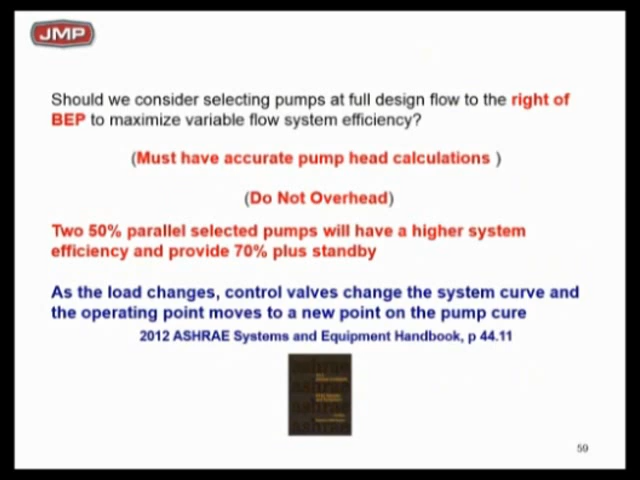 JMP
Should we consider selecting pumps at full design flow to the right of
BEP to maximize variable flow system efficiency?
(Must have accurate pump head calculations )
(Do Not Overhead)
Two 50% parallel selected pumps will have a higher system
efficiency and provide 70% plus standby
As the load changes, control valves change the system curve and
the operating point moves to a new point on the pump cure
2012 ASHRAE Systems and Equipment Handbook, p 44.11
ashrae
ashrae
ashrae
ashrae
59